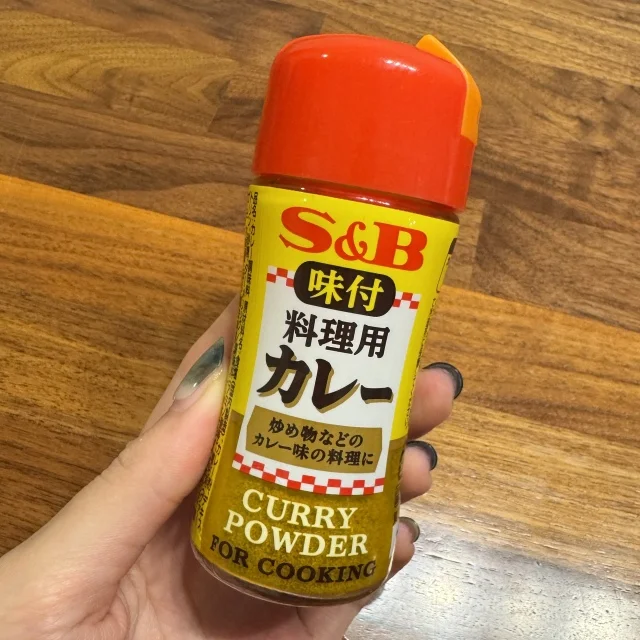 S&B
味付
料理用
カレー
炒め物などの
カレー味の料理に
CURRY
POWDER
FOR COOKING